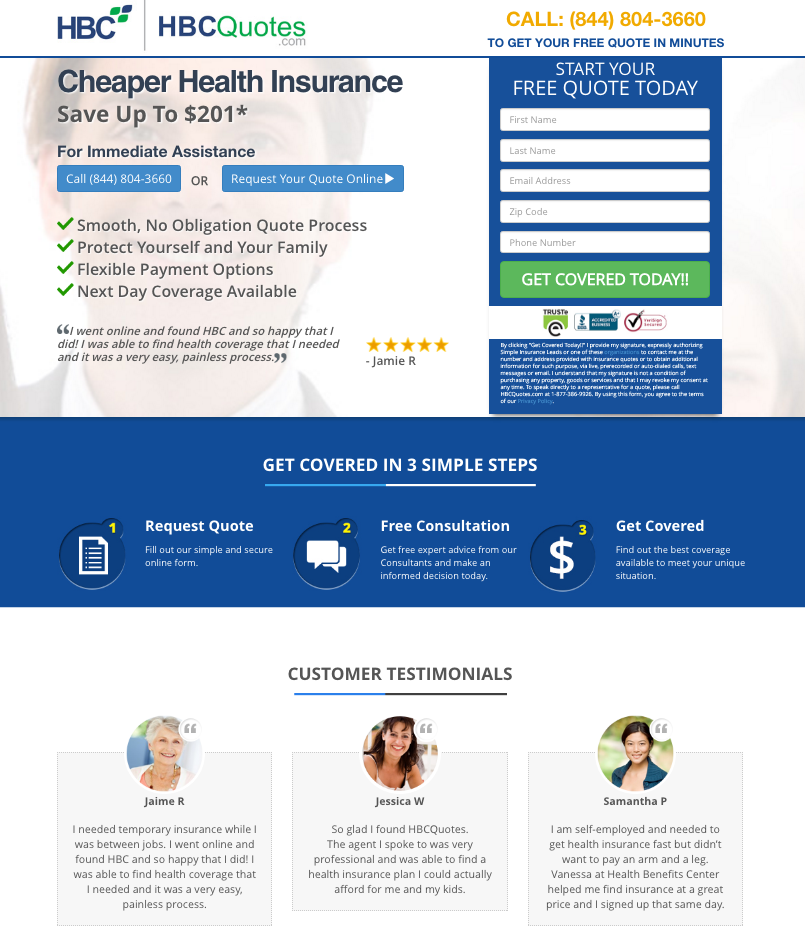 HBC
HBCQuotes
.com
CALL: (844) 804-3660
TO GET YOUR FREE QUOTE IN MINUTES
Cheaper Health Insurance
Save Up To $201*
For Immediate Assistance
Call (844) 804-3660 OR Request Your Quote Online
Smooth, No Obligation Quote Process
Protect Yourself and Your Family
Flexible Payment Options
Next Day Coverage Available
“I went online and found HBC and so happy that I
did! I was able to find health coverage that I needed
and it was a very easy, painless process.”
- Jamie R
START YOUR
FREE QUOTE TODAY
First Name
Last Name
Email Address
Zip Code
Phone Number
GET COVERED TODAY!!
TRUSTe
ACCREDITED
BUSINESS
VeriSign
Secured
By clicking "Get Covered Today!!" I provide my signature, expressly authorizing
Simple Insurance Leads or one of these organizations to contact me at the
number and address provided with insurance quotes or to obtain additional
information for such purpose, via live, prerecorded or auto-dialed calls, text
messages or email. I understand that my signature is not a condition of
purchasing any property, goods or services and that I may revoke my consent at
any time. To speak directly to a representative for a quote, please call
HBCQuotes.com at 1-877-386-9926. By using this form, you agree to the terms
of our Privacy Policy.
GET COVERED IN 3 SIMPLE STEPS
1
Request Quote
Fill out our simple and secure
online form.
2
Free Consultation
Get free expert advice from our
Consultants and make an
informed decision today.
3
$
Get Covered
Find out the best coverage
available to meet your unique
situation.
CUSTOMER TESTIMONIALS
Jaime R
I needed temporary insurance while I
was between jobs. I went online and
found HBC and so happy that I did! I
was able to find health coverage that
I needed and it was a very easy,
painless process.
Jessica W
So glad I found HBCQuotes.
The agent I spoke to was very
professional and was able to find a
health insurance plan I could actually
afford for me and my kids.
Samantha P
I am self-employed and needed to
get health insurance fast but didn’t
want to pay an arm and a leg.
Vanessa at Health Benefits Center
helped me find insurance at a great
price and I signed up that same day.